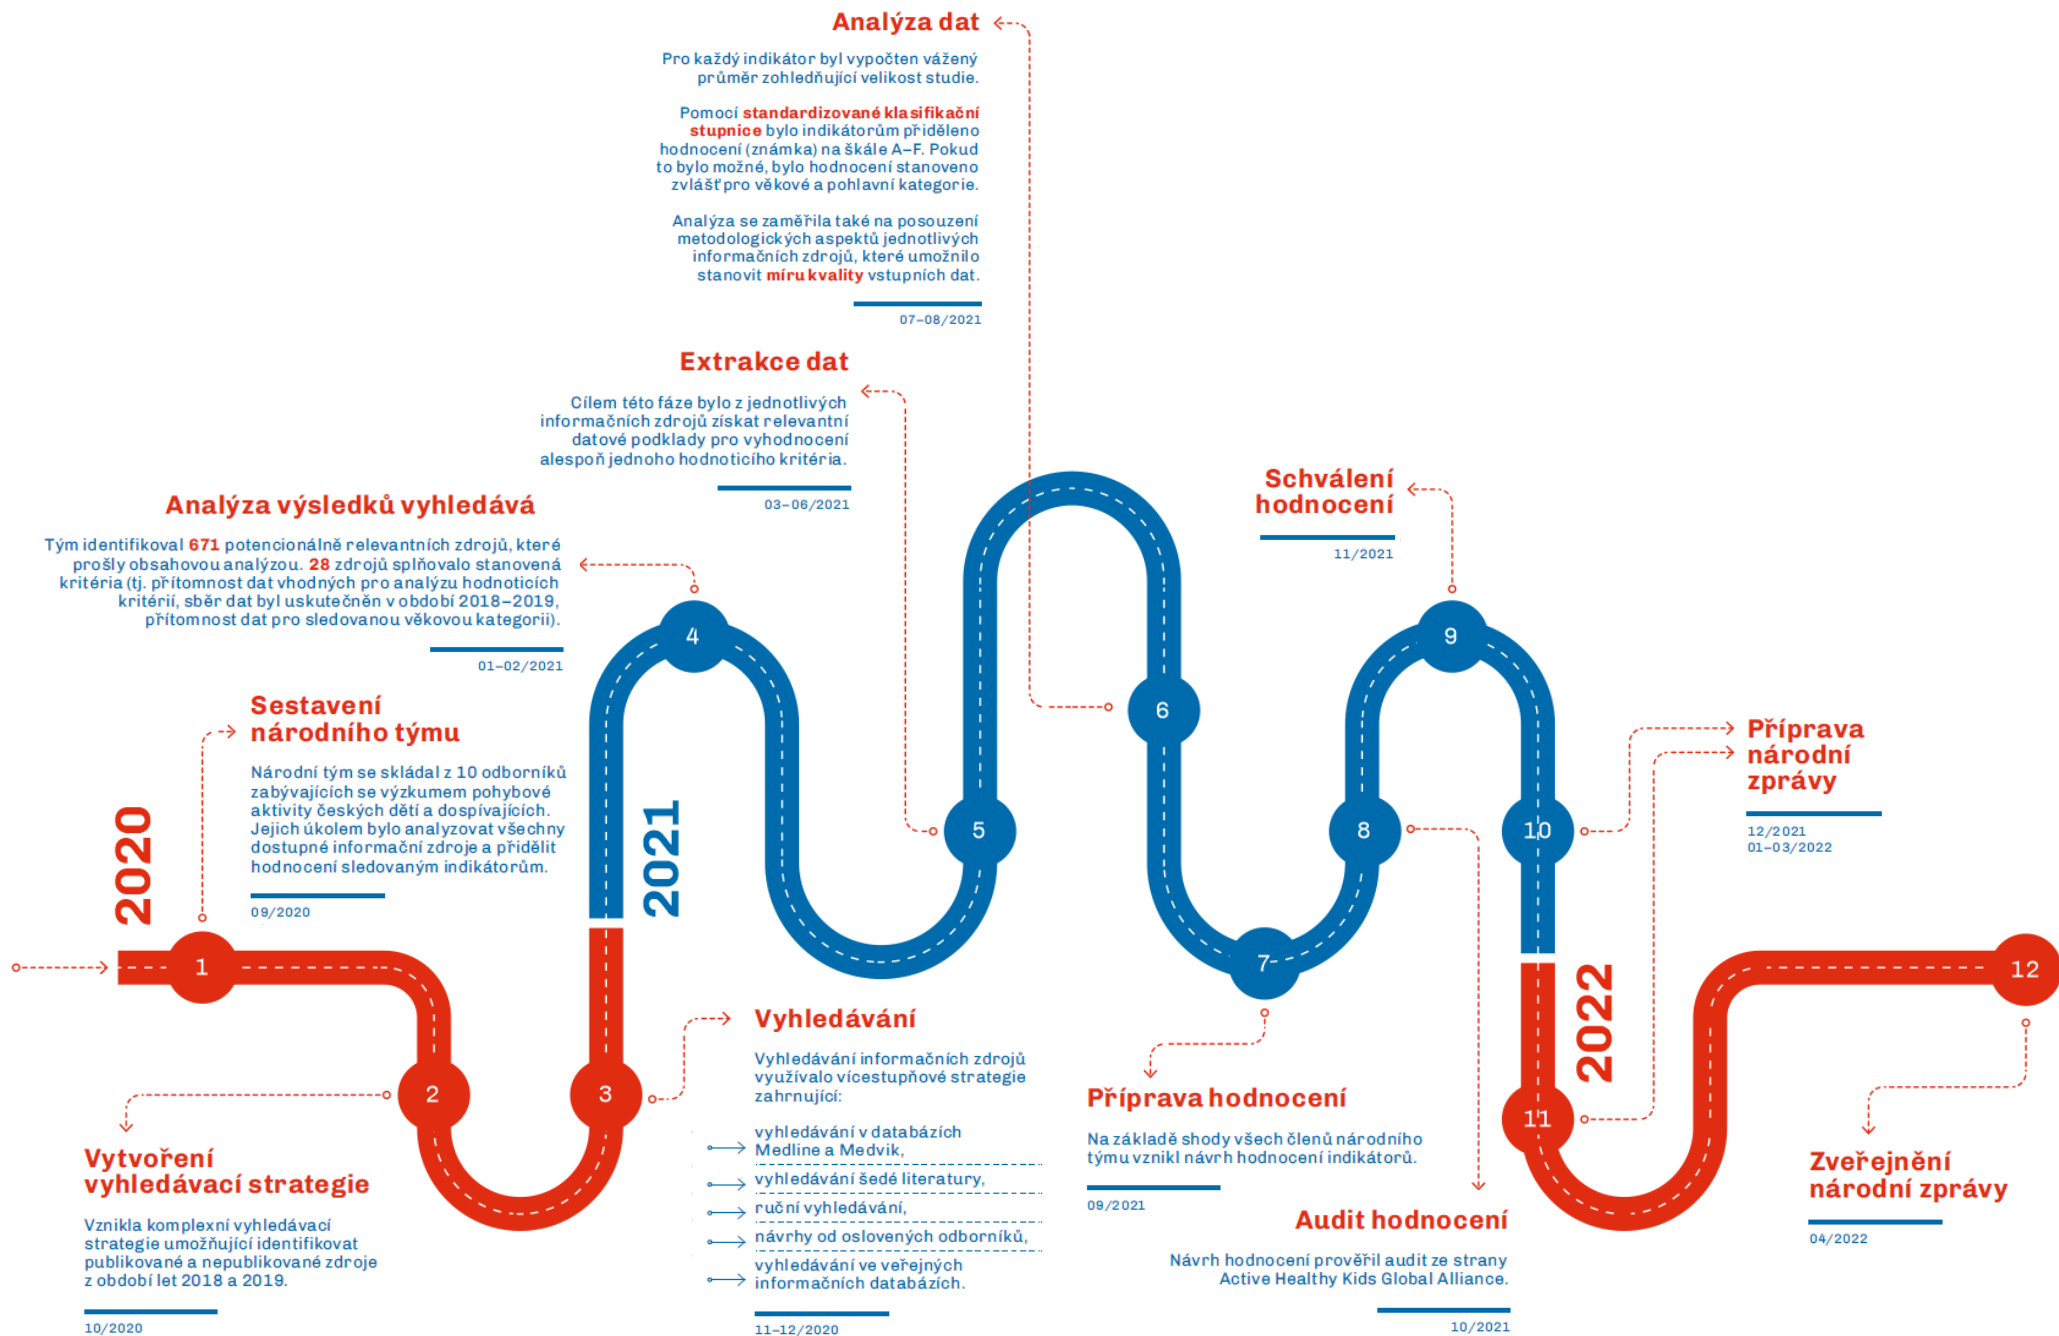 2020
1
Sestavení
národního týmu
Národní tým se skládal z 10 odborníků
zabývajících se výzkumem pohybové
aktivity českých dětí a dospívajících.
Jejich úkolem bylo analyzovat všechny
dostupné informační zdroje a přidělit
hodnocení sledovaným indikátorům.
09/2020
2
Vytvoření
vyhledávací strategie
Vznikla komplexní vyhledávací
strategie umožňující identifikovat
publikované a nepublikované zdroje
z období let 2018 a 2019.
10/2020
3
Vyhledávání
Vyhledávání informačních zdrojů
využívalo vícestupňové strategie
zahrnující:
vyhledávání v databázích
Medline a Medvik,
vyhledávání šedé literatury,
ruční vyhledávání,
návrhy od oslovených odborníků,
vyhledávání ve veřejných
informačních databázích.
11–12/2020
2021
4
Analýza výsledků vyhledává
Tým identifikoval 671 potencionálně relevantních zdrojů, které
prošly obsahovou analýzou. 28 zdrojů splňovalo stanovená
kritéria (tj. přítomnost dat vhodných pro analýzu hodnoticích
kritérií, sběr dat byl uskutečněn v období 2018–2019,
přítomnost dat pro sledovanou věkovou kategorii).
01–02/2021
5
Extrakce dat
Cílem této fáze bylo z jednotlivých
informačních zdrojů získat relevantní
datové podklady pro vyhodnocení
alespoň jednoho hodnoticího kritéria.
03–06/2021
6
Analýza dat
Pro každý indikátor byl vypočten vážený
průměr zohledňující velikost studie.
Pomocí standardizované klasifikační
stupnice bylo indikátorům přiděleno
hodnocení (známka) na škále A–F. Pokud
to bylo možné, bylo hodnocení stanoveno
zvlášť pro věkové a pohlavní kategorie.
Analýza se zaměřila také na posouzení
metodologických aspektů jednotlivých
informačních zdrojů, které umožnilo
stanovit míru kvality vstupních dat.
07–08/2021
7
Příprava hodnocení
Na základě shody všech členů národního
týmu vznikl návrh hodnocení indikátorů.
09/2021
8
Audit hodnocení
Návrh hodnocení prověřil audit ze strany
Active Healthy Kids Global Alliance.
10/2021
9
Schválení
hodnocení
11/2021
10
2022
11
Příprava
národní
zprávy
12/2021
01–03/2022
12
Zveřejnění
národní zprávy
04/2022